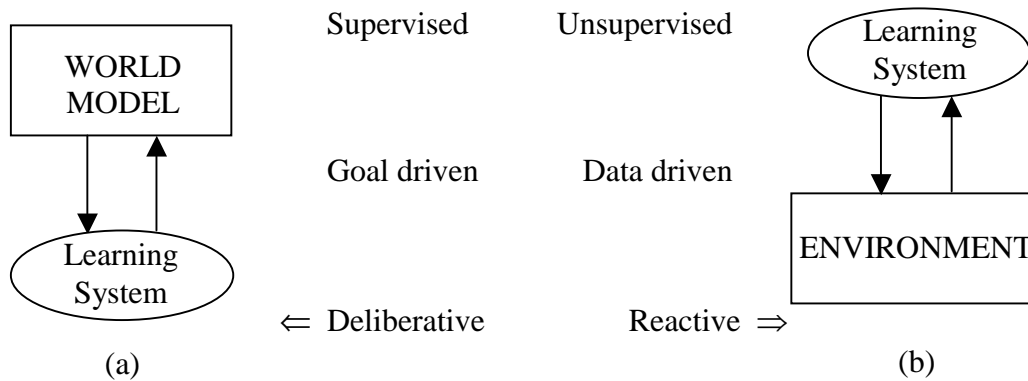 WORLD
MODEL
Learning
System
(a)
Supervised Unsupervised
Goal driven Data driven
⇐ Deliberative Reactive ⇒
Learning
System
ENVIRONMENT
(b)